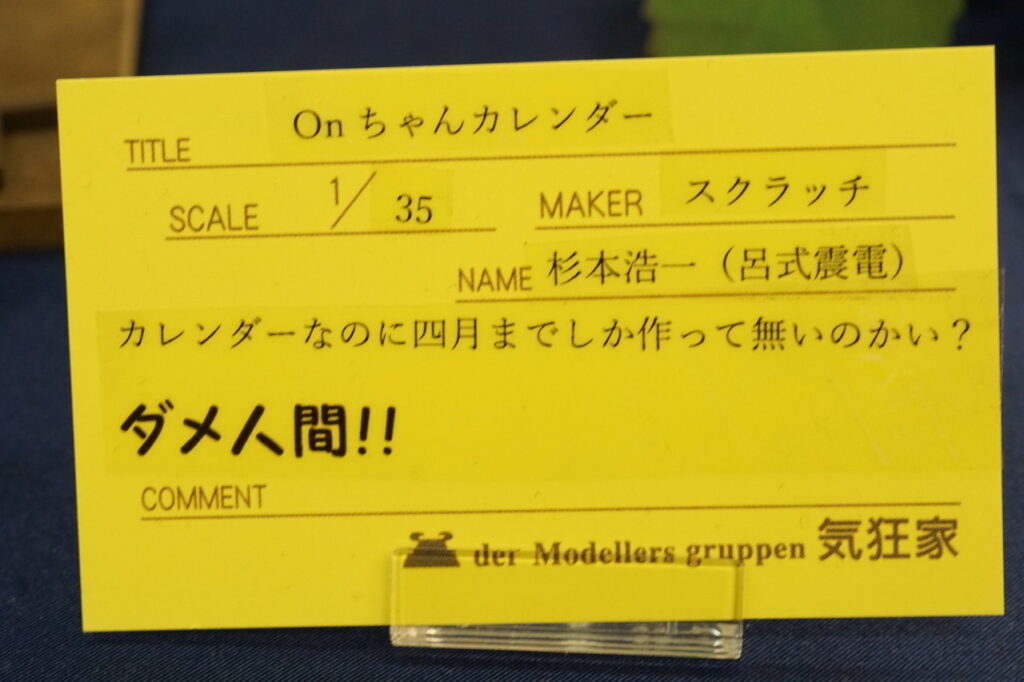 TITLE Onちゃんカレンダー
SCALE 1/35 MAKER スクラッチ
NAME 杉本浩一（呂式震電）
カレンダーなのに四月までしか作って無いのかい？
ダメ人間!!
COMMENT
der Modellers gruppen 気狂家